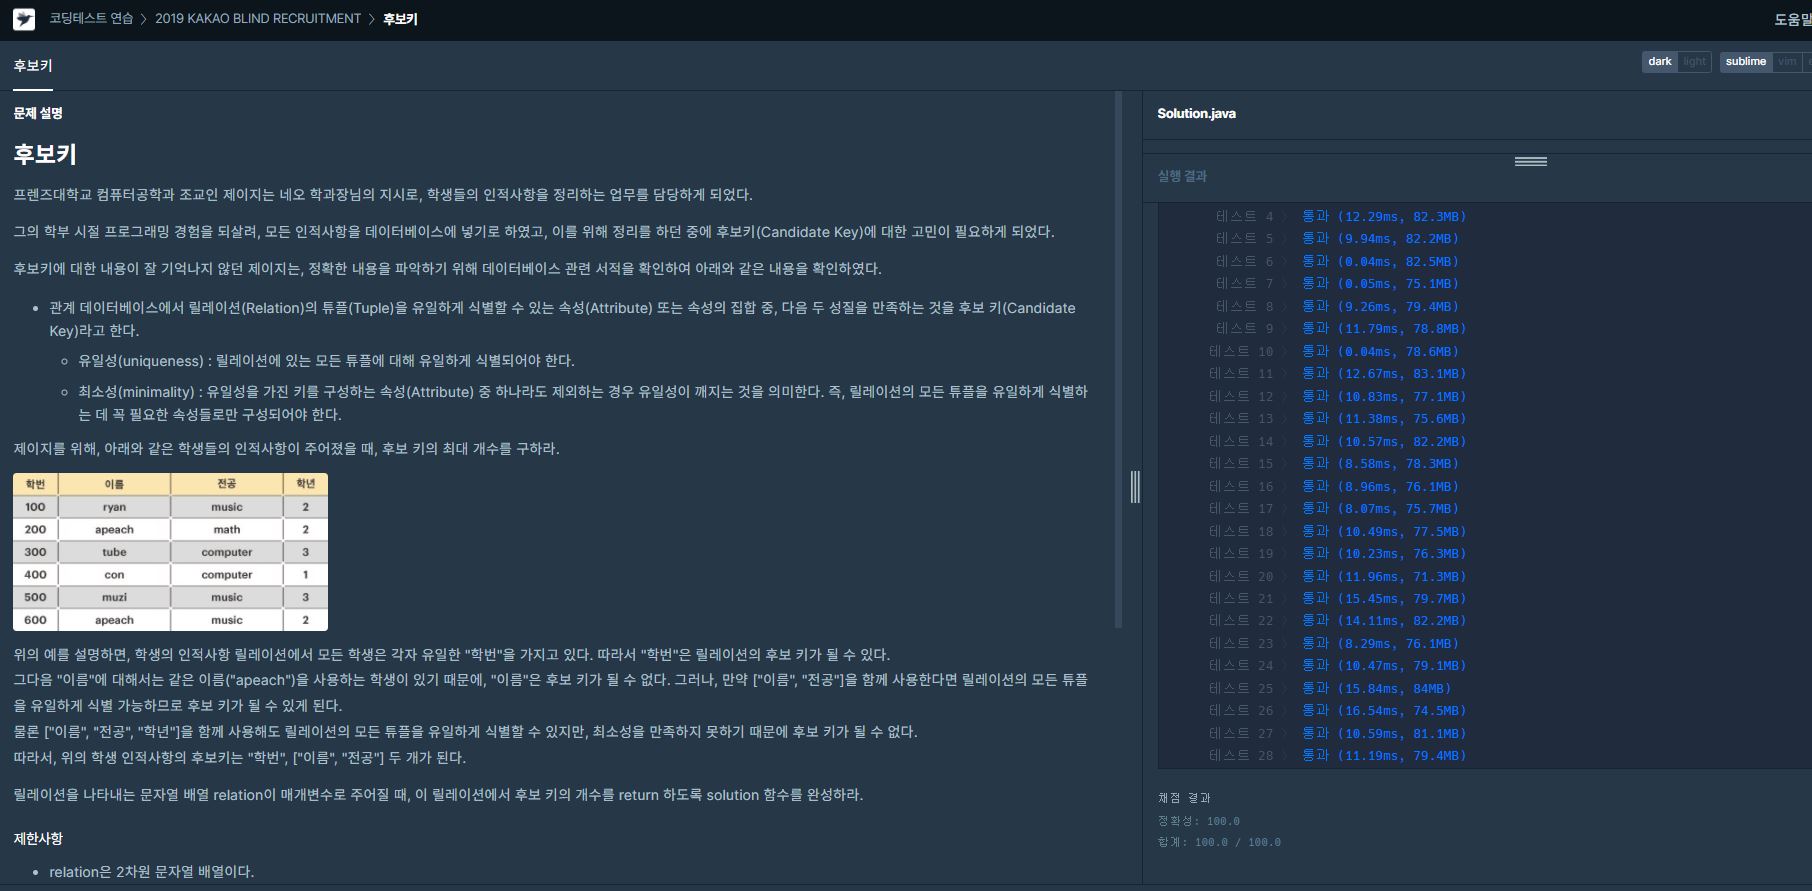 코딩테스트 연습 > 2019 KAKAO BLIND RECRUITMENT > 후보키
도움말
후보키
dark light sublime vim
문제 설명
후보키
프렌즈대학교 컴퓨터공학과 조교인 제이지는 네오 학과장님의 지시로, 학생들의 인적사항을 정리하는 업무를 담당하게 되었다.
그의 학부 시절 프로그래밍 경험을 되살려, 모든 인적사항을 데이터베이스에 넣기로 하였고, 이를 위해 정리를 하던 중에 후보키(Candidate Key)에 대한 고민이 필요하게 되었다.
후보키에 대한 내용이 잘 기억나지 않던 제이지는, 정확한 내용을 파악하기 위해 데이터베이스 관련 서적을 확인하여 아래와 같은 내용을 확인하였다.
관계 데이터베이스에서 릴레이션(Relation)의 튜플(Tuple)을 유일하게 식별할 수 있는 속성(Attribute) 또는 속성의 집합 중, 다음 두 성질을 만족하는 것을 후보 키(Candidate
Key)라고 한다.
유일성(uniqueness) : 릴레이션에 있는 모든 튜플에 대해 유일하게 식별되어야 한다.
최소성(minimality) : 유일성을 가진 키를 구성하는 속성(Attribute) 중 하나라도 제외하는 경우 유일성이 깨지는 것을 의미한다. 즉, 릴레이션의 모든 튜플을 유일하게 식별하
는 데 꼭 필요한 속성들로만 구성되어야 한다.
제이지를 위해, 아래와 같은 학생들의 인적사항이 주어졌을 때, 후보 키의 최대 개수를 구하라.
학번 이름 전공 학년
100 ryan music 2
200 apeach math 2
300 tube computer 3
400 con computer 1
500 muzi music 3
600 apeach music 2
위의 예를 설명하면, 학생의 인적사항 릴레이션에서 모든 학생은 각자 유일한 "학번"을 가지고 있다. 따라서 "학번"은 릴레이션의 후보 키가 될 수 있다.
그다음 "이름"에 대해서는 같은 이름("apeach")을 사용하는 학생이 있기 때문에, "이름"은 후보 키가 될 수 없다. 그러나, 만약 ["이름", "전공"]을 함께 사용한다면 릴레이션의 모든 튜플
을 유일하게 식별 가능하므로 후보 키가 될 수 있게 된다.
물론 ["이름", "전공", "학년"]을 함께 사용해도 릴레이션의 모든 튜플을 유일하게 식별할 수 있지만, 최소성을 만족하지 못하기 때문에 후보 키가 될 수 없다.
따라서, 위의 학생 인적사항의 후보키는 "학번", ["이름", "전공"] 두 개가 된다.
릴레이션을 나타내는 문자열 배열 relation이 매개변수로 주어질 때, 이 릴레이션에서 후보 키의 개수를 return 하도록 solution 함수를 완성하라.
제한사항
relation은 2차원 문자열 배열이다.
Solution.java
실행 결과
테스트 4 > 통과 (12.29ms, 82.3MB)
테스트 5 > 통과 (9.94ms, 82.2MB)
테스트 6 > 통과 (0.04ms, 82.5MB)
테스트 7 > 통과 (0.05ms, 75.1MB)
테스트 8 > 통과 (9.26ms, 79.4MB)
테스트 9 > 통과 (11.79ms, 78.8MB)
테스트 10 > 통과 (0.04ms, 78.6MB)
테스트 11 > 통과 (12.67ms, 83.1MB)
테스트 12 > 통과 (10.83ms, 77.1MB)
테스트 13 > 통과 (11.38ms, 75.6MB)
테스트 14 > 통과 (10.57ms, 82.2MB)
테스트 15 > 통과 (8.58ms, 78.3MB)
테스트 16 > 통과 (8.96ms, 76.1MB)
테스트 17 > 통과 (8.07ms, 75.7MB)
테스트 18 > 통과 (10.49ms, 77.5MB)
테스트 19 > 통과 (10.23ms, 76.3MB)
테스트 20 > 통과 (11.96ms, 71.3MB)
테스트 21 > 통과 (15.45ms, 79.7MB)
테스트 22 > 통과 (14.11ms, 82.2MB)
테스트 23 > 통과 (8.29ms, 76.1MB)
테스트 24 > 통과 (10.47ms, 79.1MB)
테스트 25 > 통과 (15.84ms, 84MB)
테스트 26 > 통과 (16.54ms, 74.5MB)
테스트 27 > 통과 (10.59ms, 81.1MB)
테스트 28 > 통과 (11.19ms, 79.4MB)
채점 결과
정확성: 100.0
합계: 100.0 / 100.0